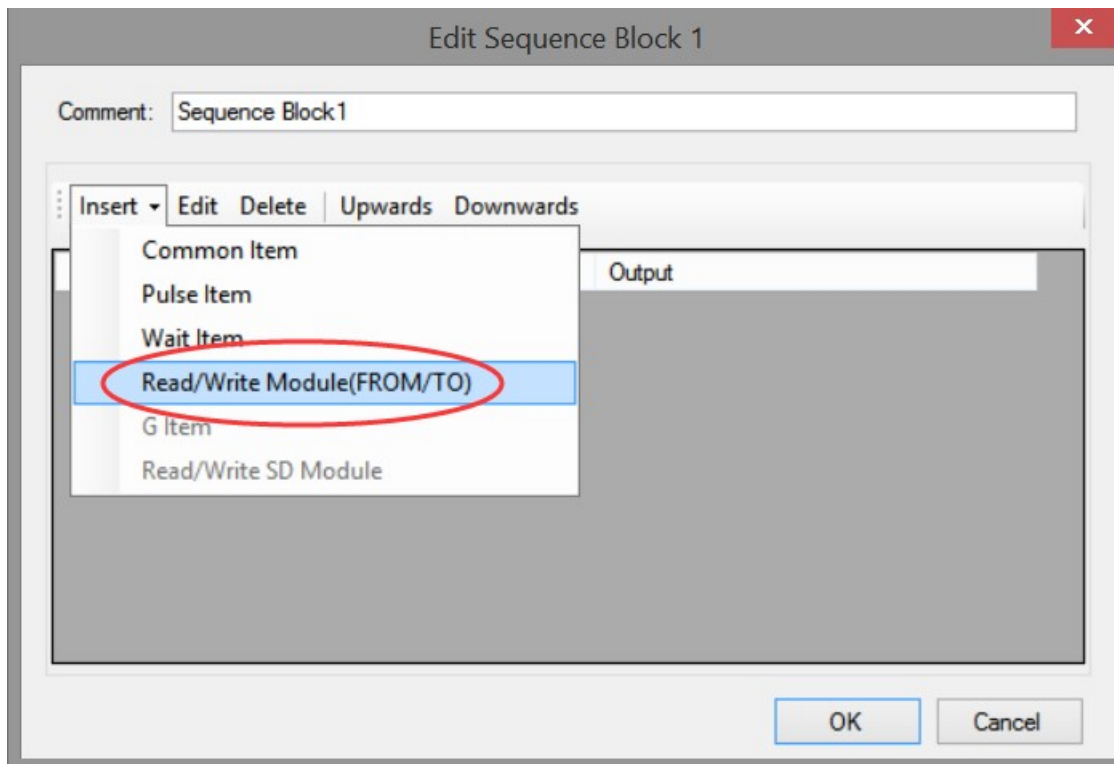 Edit Sequence Block 1
x
Comment: Sequence Block1
Insert Edit Delete Upwards Downwards
Common Item
Output
Pulse Item
Wait Item
Read/Write Module(FROM/TO)
G Item
Read/Write SD Module
OK Cancel